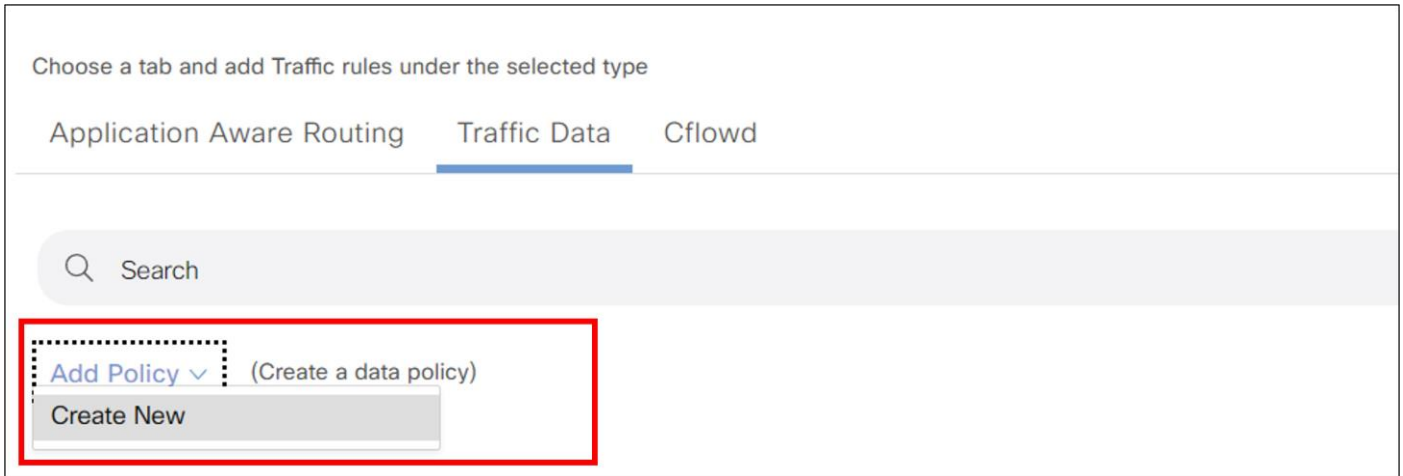 Choose a tab and add Traffic rules under the selected type
Application Aware Routing Traffic Data Cflowd
Search
Add Policy (Create a data policy)
Create New